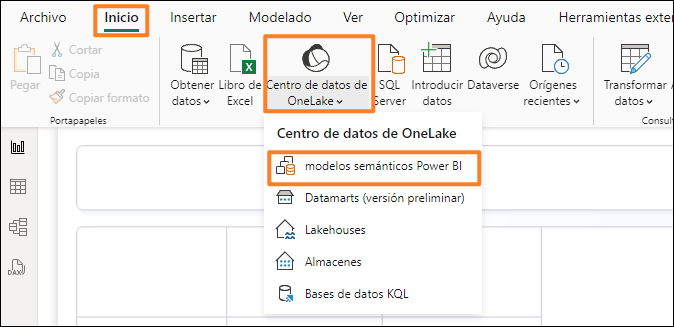 Archivo Inicio Insertar Modelado Ver Optimizar Ayuda Herramientas exter
Pegar
Cortar
Copia
Copiar formato
Portapapeles
Obtener
datos
Libro de
Excel
Centro de datos de
OneLake
SQL
Server
Introducir
datos
Dataverse
Orígenes
recientes
Transformar
datos
A
Consult
Centro de datos de OneLake
modelos semánticos Power BI
Datamarts (versión preliminar)
Lakehouses
Almacenes
Bases de datos KQL
DAX